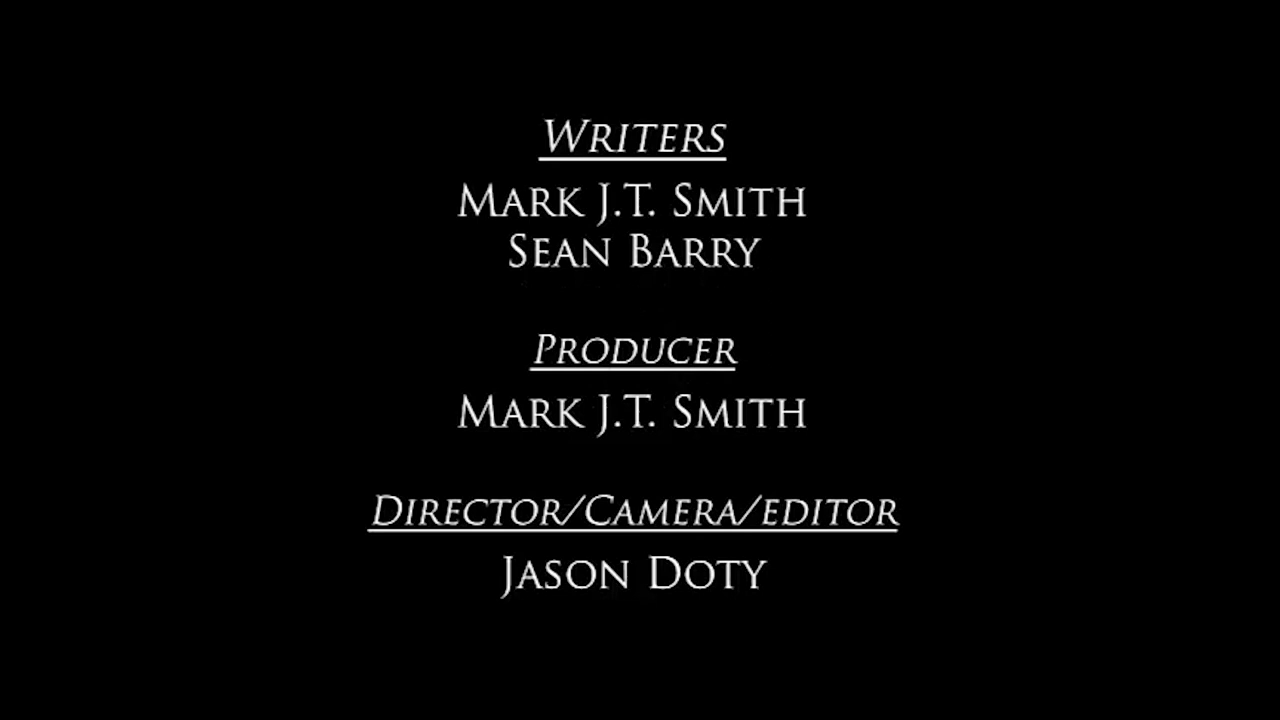 Writers
Mark J.T. Smith
Sean Barry
Producer
Mark J.T. Smith
Director/Camera/editor
Jason Doty